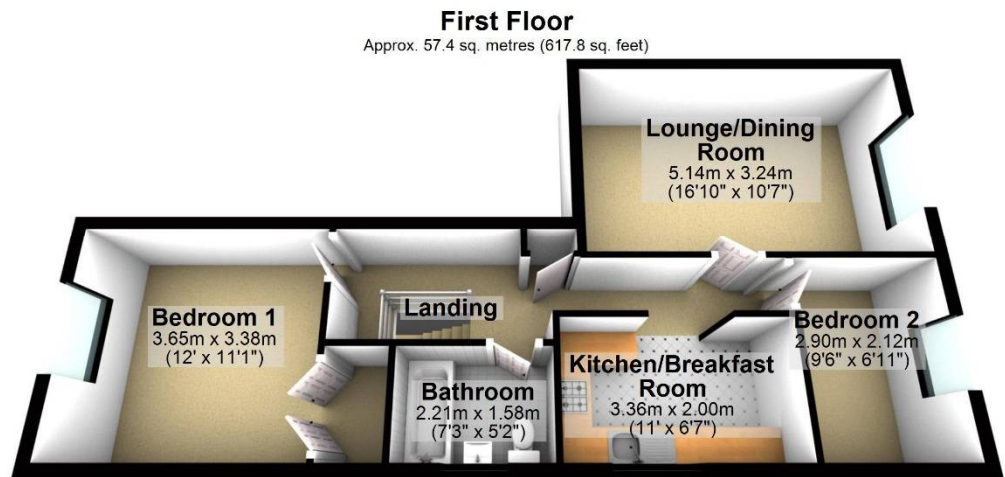 First Floor
Approx. 57.4 sq. metres (617.8 sq. feet)
Lounge/Dining
Room
5.14m x 3.24m
(16'10" x 10'7")
Landing
Bedroom 1
3.65m x 3.38m
(12' x 11'1")
Bathroom
2.21m x 1.58m
(7'3" x 5'2")
Kitchen/Breakfast
Room
3.36m x 2.00m
(11' x 6'7")
Bedroom 2
2.90m x 2.12m
(9'6" x 6'11")